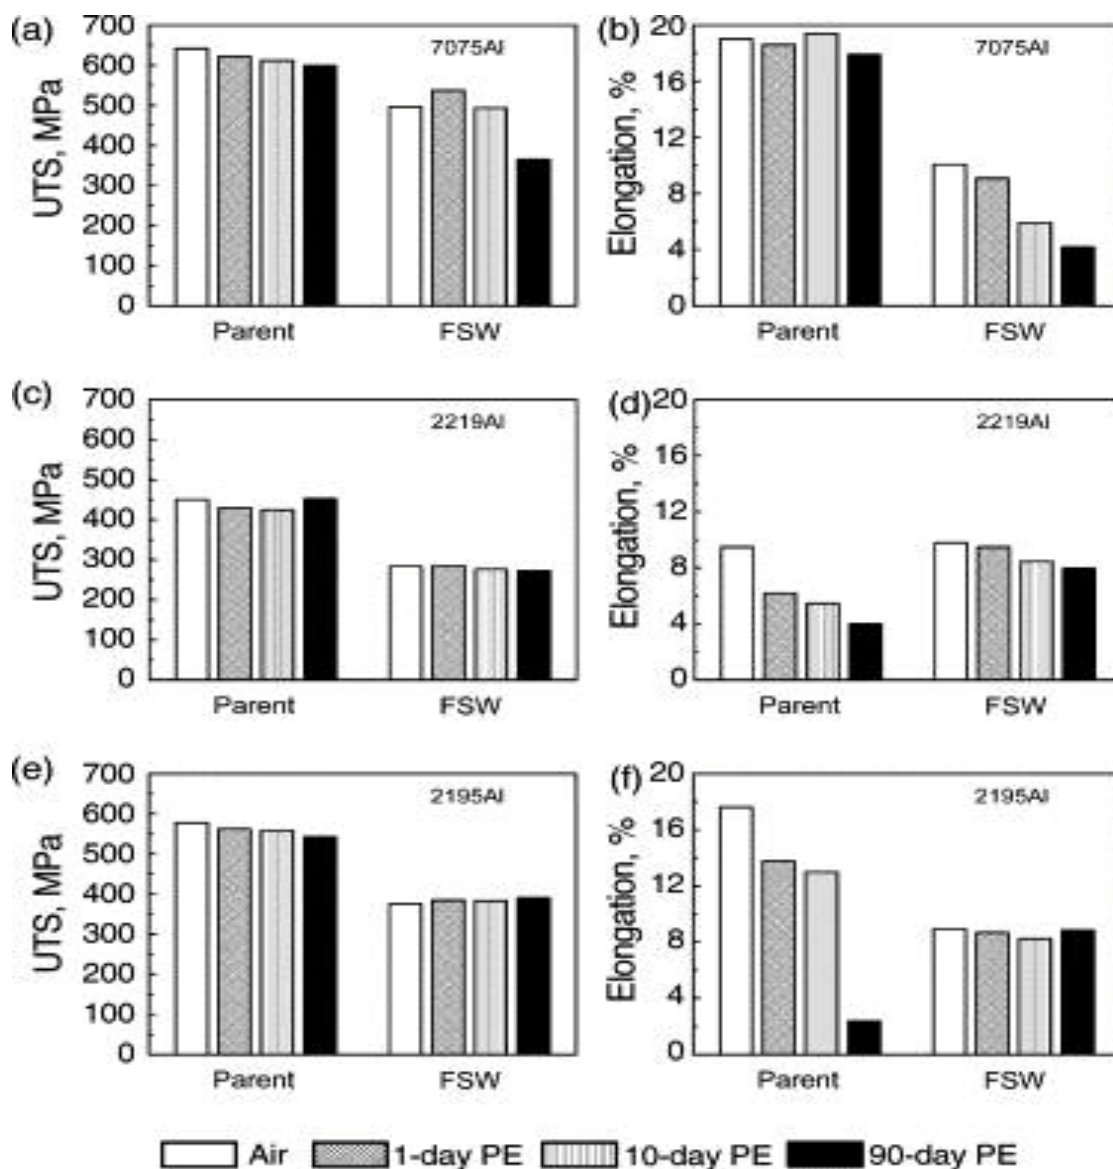 (a)
UTS, MPa
700
600
500
400
300
200
100
0
7075Al
Parent FSW
(b)
Elongation, %
20
16
12
8
4
0
7075Al
Parent FSW
(c)
UTS, MPa
700
600
500
400
300
200
100
0
2219Al
Parent FSW
(d)
Elongation, %
20
16
12
8
4
0
2219Al
Parent FSW
(e)
UTS, MPa
700
600
500
400
300
200
100
0
2195Al
Parent FSW
(f)
Elongation, %
20
16
12
8
4
0
2195Al
Parent FSW
Air 1-day PE 10-day PE 90-day PE